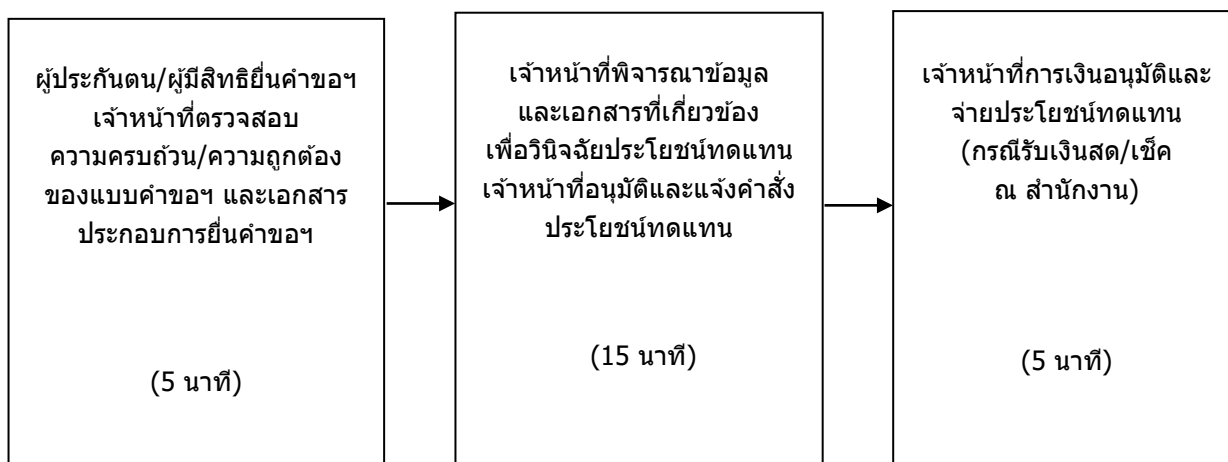 ผู้ประกันตน/ผู้มีสิทธิยื่นคำขอฯ
เจ้าหน้าที่ตรวจสอบ
ความครบถ้วน/ความถูกต้อง
ของแบบคำขอฯ และเอกสาร
ประกอบการยื่นคำขอฯ
(5 นาที)
เจ้าหน้าที่พิจารณาข้อมูล
และเอกสารที่เกี่ยวข้อง
เพื่อวินิจฉัยประโยชน์ทดแทน
เจ้าหน้าที่อนุมัติและแจ้งคำสั่ง
ประโยชน์ทดแทน
(15 นาที)
เจ้าหน้าที่การเงินอนุมัติและ
จ่ายประโยชน์ทดแทน
(กรณีรับเงินสด/เช็ค
ณ สำนักงาน)
(5 นาที)